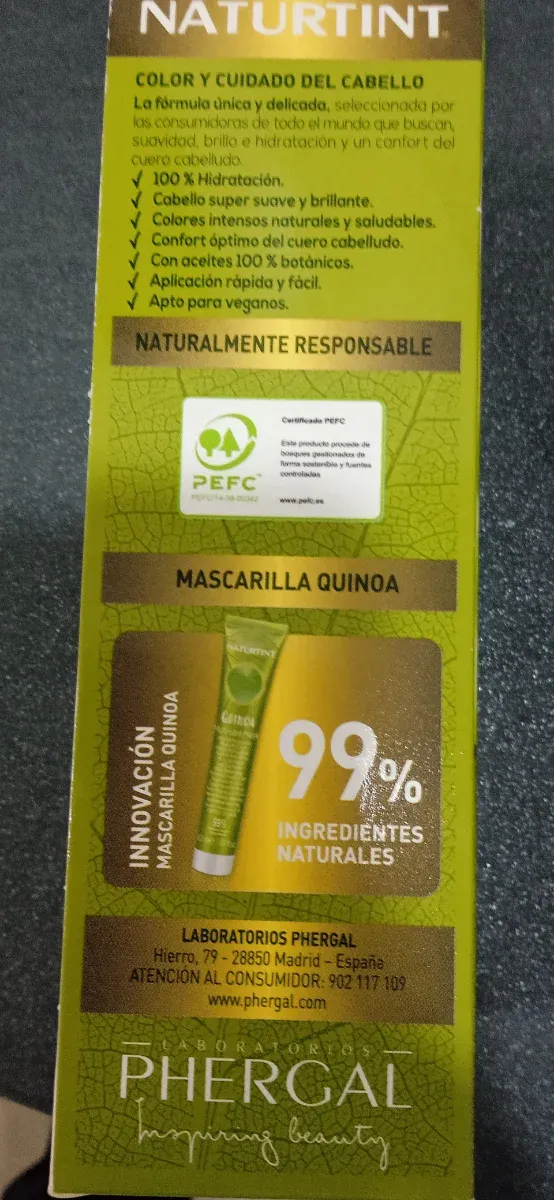 NATURTINT®
COLOR Y CUIDADO DEL CABELLO
La fórmula única y delicada, seleccionada por
las consumidoras de todo el mundo que buscan,
suavidad, brillo e hidratación y un confort del
cuero cabelludo.
✓ 100 % Hidratación.
✓ Cabello super suave y brillante.
✓ Colores intensos naturales y saludables.
✓ Confort óptimo del cuero cabelludo.
✓ Con aceites 100 % botánicos.
✓ Aplicación rápida y fácil.
✓ Apto para veganos.
NATURALMENTE RESPONSABLE
Certificado PEFC
Este producto procede de
bosques gestionados de
forma sostenible y fuentes
controladas
www.pefc.es
PEFC™
MASCARILLA QUINOA
INNOVACIÓN
MASCARILLA QUINOA
NATURTINT
QUINOA
99%
INGREDIENTES
NATURALES
LABORATORIOS PHERGAL
Hierro, 79 - 28850 Madrid – España
ATENCIÓN AL CONSUMIDOR: 902 117 109
www.phergal.com
LABORATORIOS
PHERGAL
Inspiring beauty